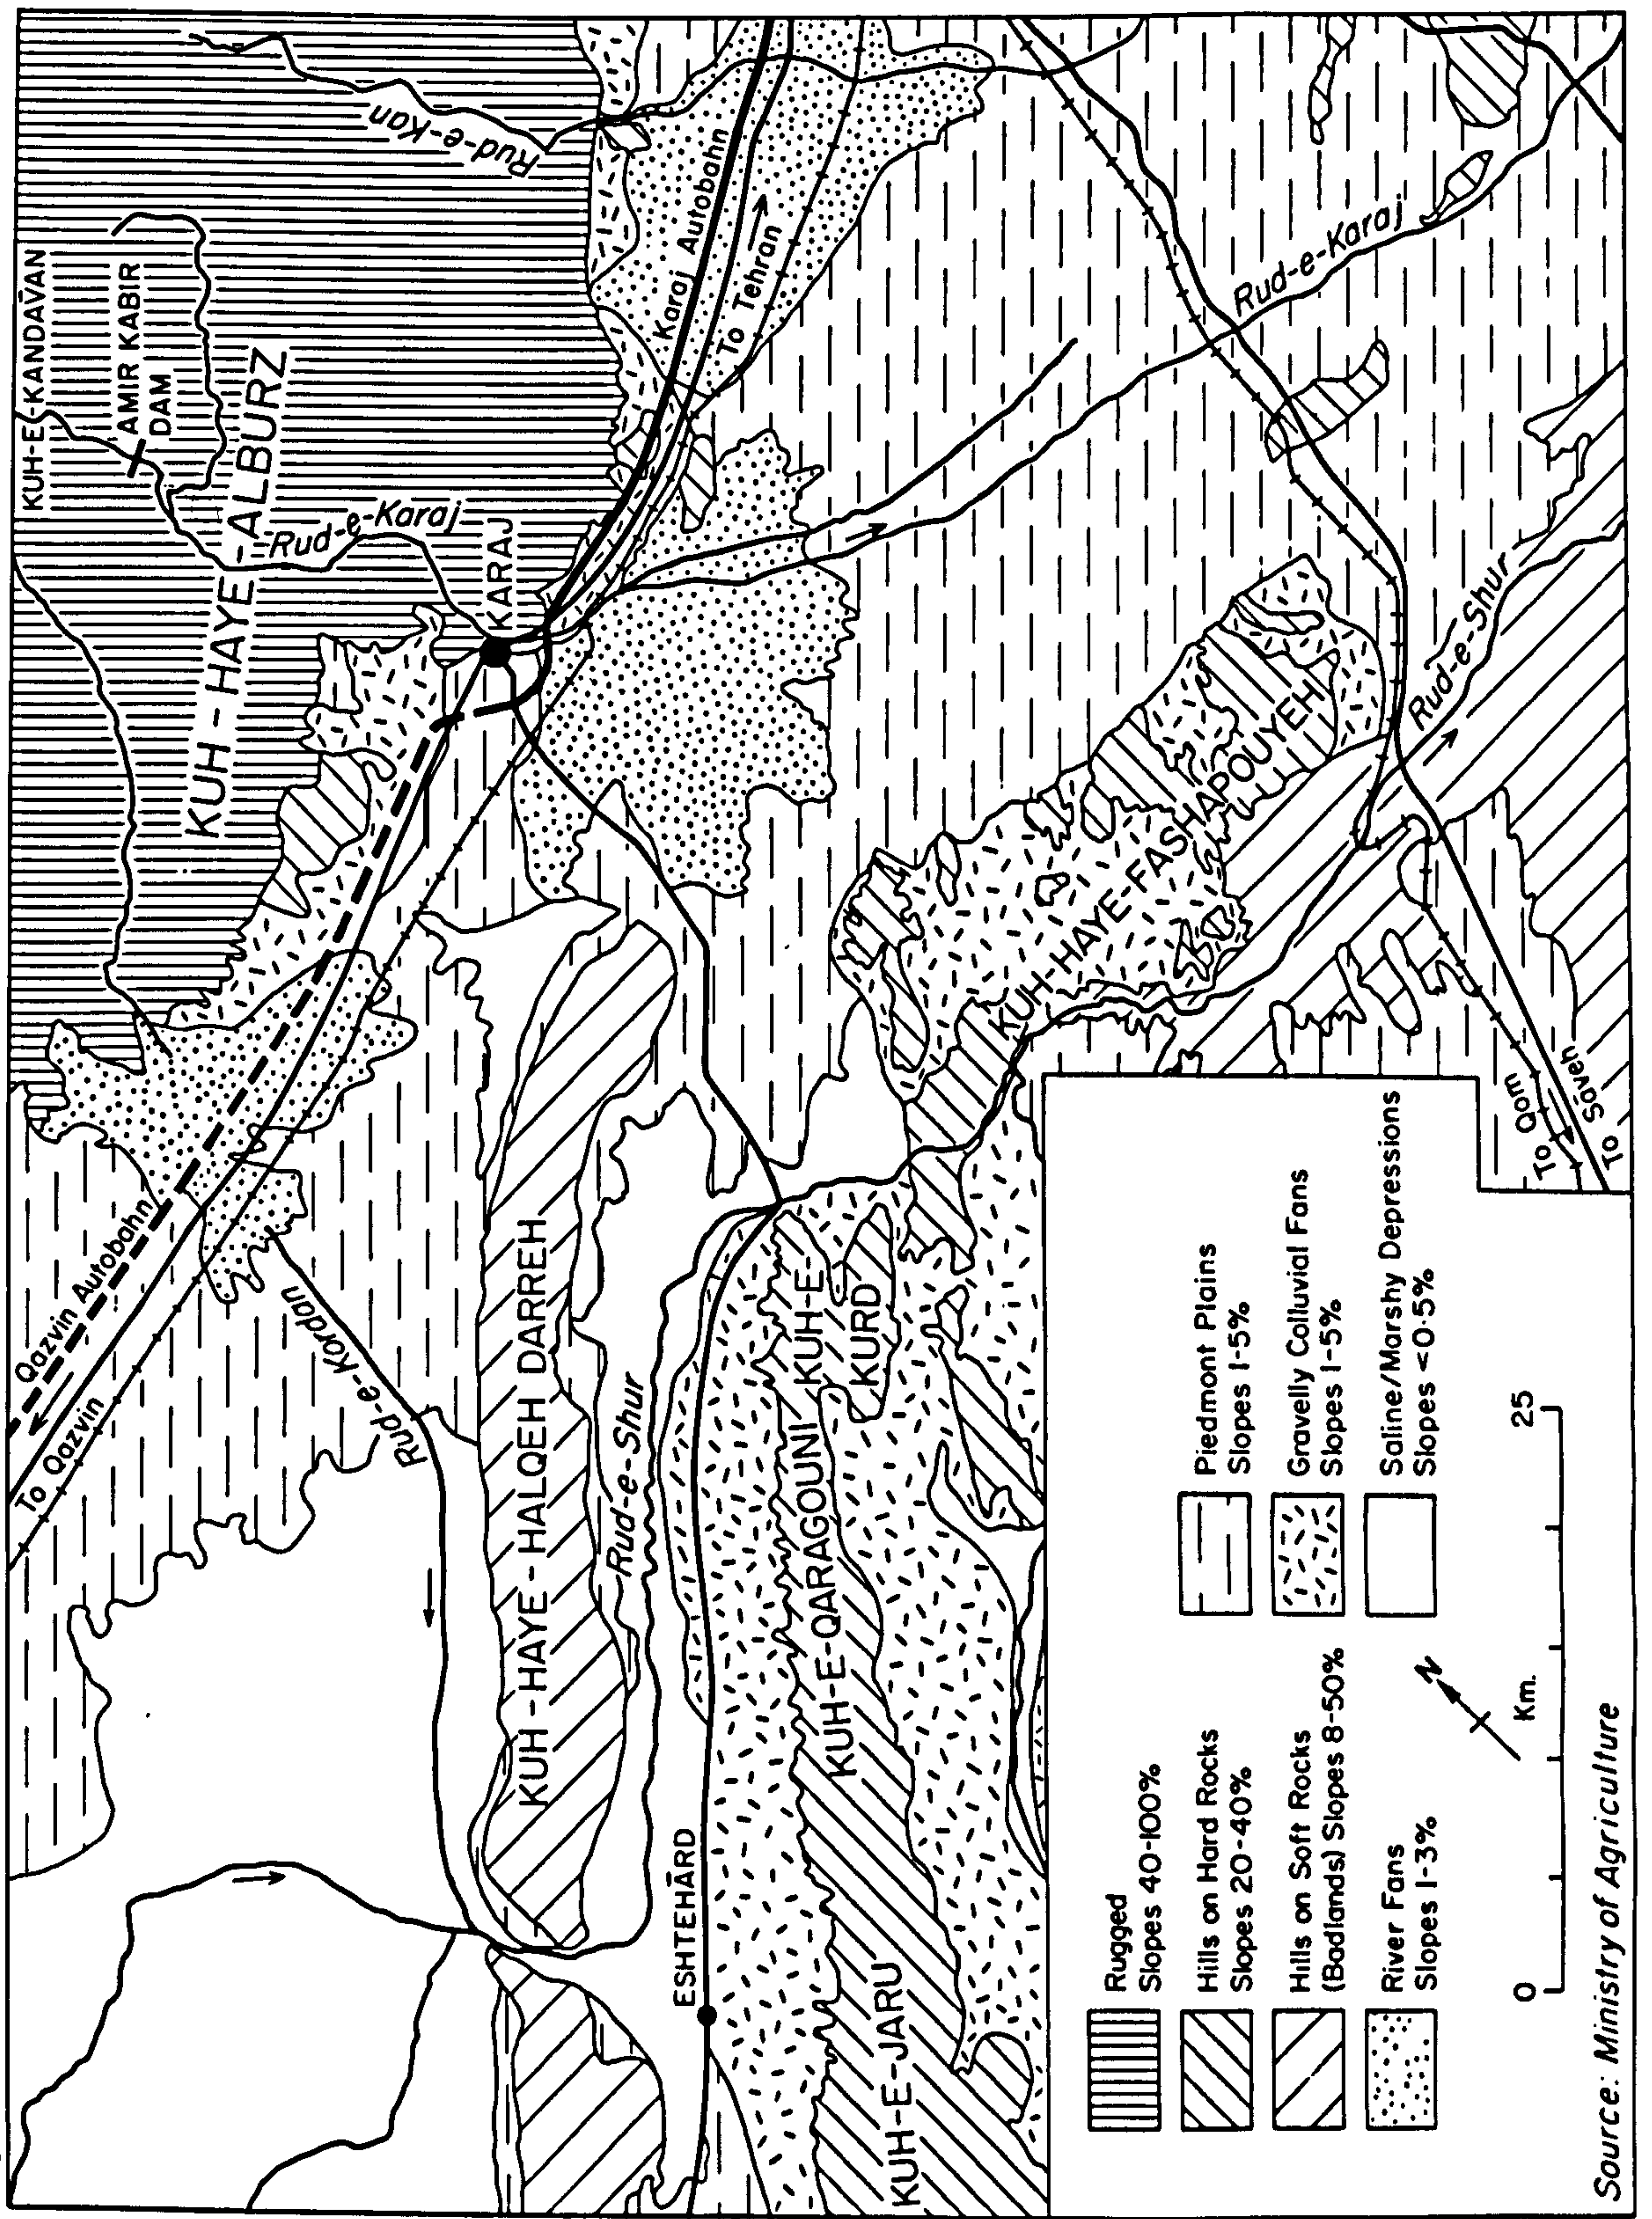 KUH-E-KANDAVĀN
AMIR KABIR
DAM
KUH-HAYE-ALBURZ
Rud-e-Kan
Rud-e-Karaj
KARAJ
Karaj Autobahn
To Tehran
Rud-e-Karaj
Qazvin Autobahn
To Qazvin
Rud-e-Kordan
KUH-HAYE-HALQEH DARREH
Rud-e-Shur
ESHTEHĀRD
KUH-E-QARAGOUNI
KUH-E-
KURD
KUH-E-JARU
KUH-HAYE-FASHAPOUYEH
Rud-e-Shur
To Qom
To Sāveh
Rugged
Slopes 40-100%
Hills on Hard Rocks
Slopes 20-40%
Hills on Soft Rocks
(Badlands) Slopes 8-50%
River Fans
Slopes 1-3%
Piedmont Plains
Slopes 1-5%
Gravelly Colluvial Fans
Slopes 1-5%
Saline/Marshy Depressions
Slopes <0·5%
N
0
Km.
25
Source: Ministry of Agriculture